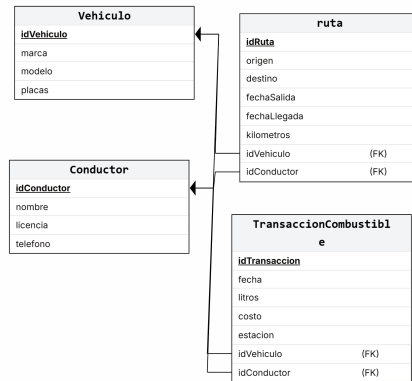 Vehiculo
idVehiculo
marca
modelo
placas
ruta
idRuta
origen
destino
fechaSalida
fechaLlegada
kilometros
idVehiculo (FK)
idConductor (FK)
Conductor
idConductor
nombre
licencia
telefono
TransaccionCombustibl
e
idTransaccion
fecha
litros
costo
estacion
idVehiculo (FK)
idConductor (FK)